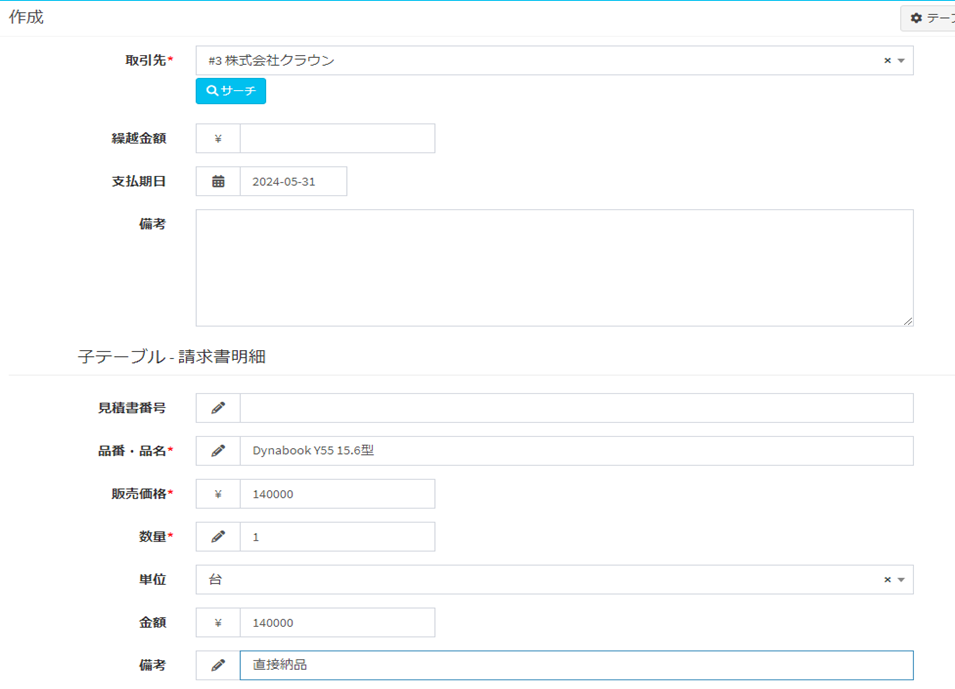 作成
テーブ
取引先*
#3 株式会社クラウン
× 
サーチ
繰越金額
¥
支払期日
2024-05-31
備考
子テーブル - 請求書明細
見積書番号
品番・品名*
Dynabook Y55 15.6型
販売価格*
¥ 140000
数量*
1
単位
台
×
金額
¥ 140000
備考
直接納品